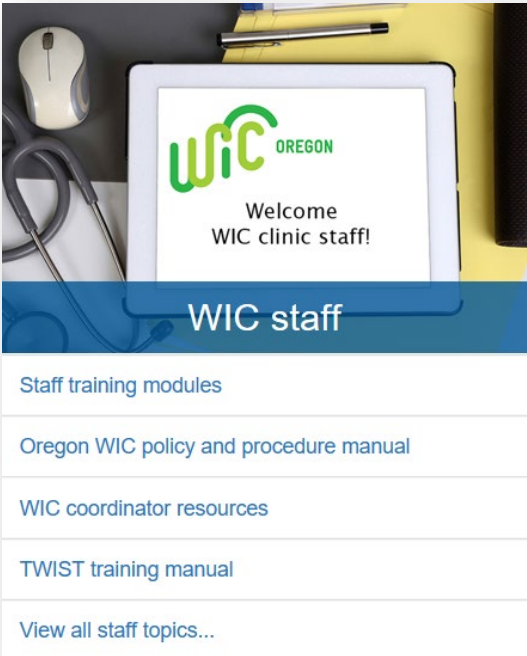 WiC OREGON
Welcome
WIC clinic staff!
WIC staff
Staff training modules
Oregon WIC policy and procedure manual
WIC coordinator resources
TWIST training manual
View all staff topics...